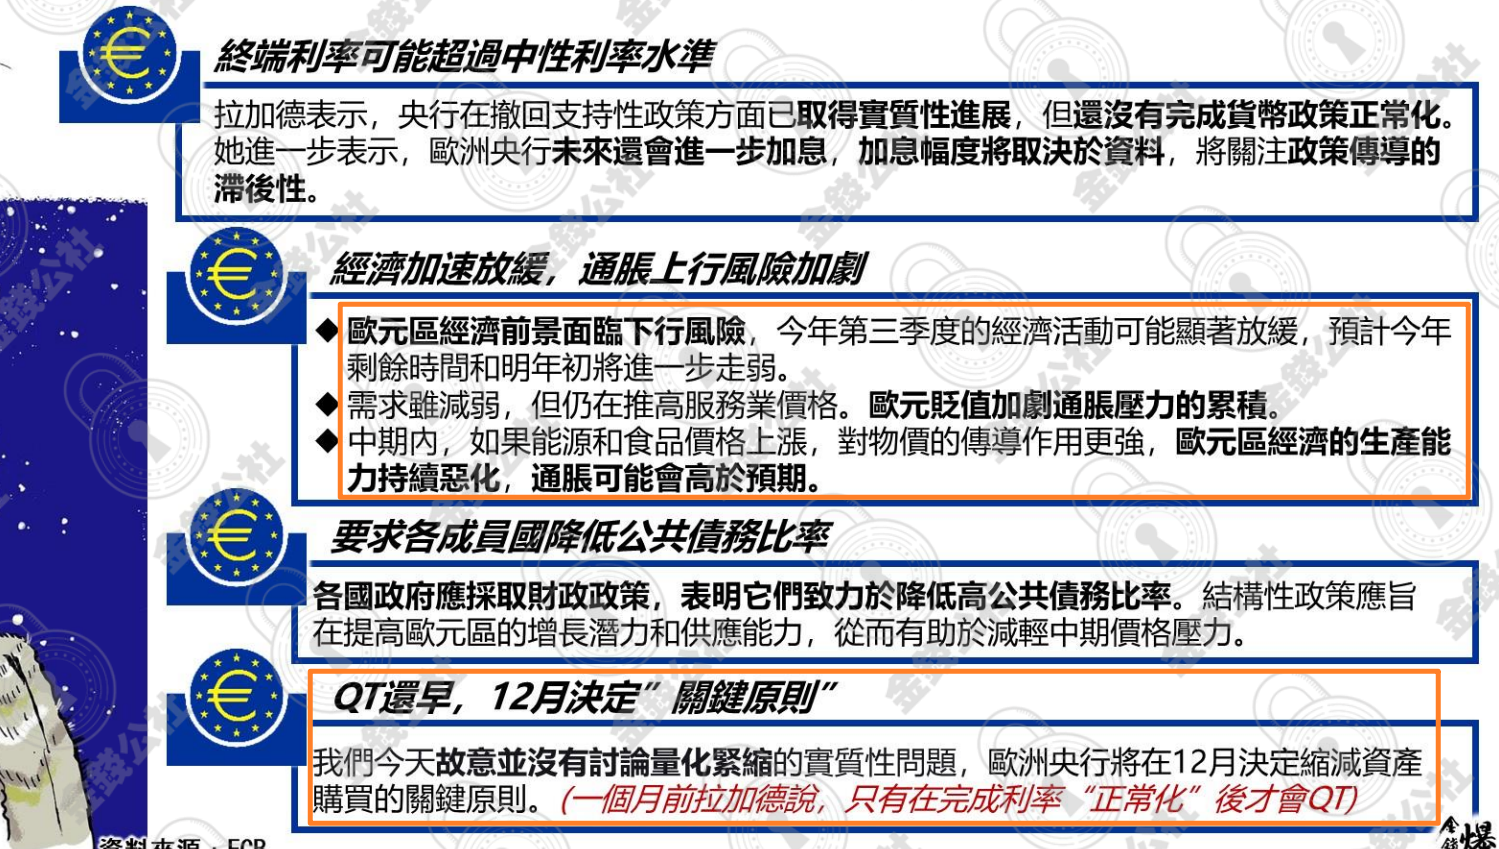 終端利率可能超過中性利率水準
拉加德表示，央行在撤回支持性政策方面已取得實質性進展，但還沒有完成貨幣政策正常化。
她進一步表示，歐洲央行未來還會進一步加息，加息幅度將取決於資料，將關注政策傳導的
滯後性。
經濟加速放緩，通脹上行風險加劇
◆歐元區經濟前景面臨下行風險，今年第三季度的經濟活動可能顯著放緩，預計今年
剩餘時間和明年初將進一步走弱。
◆需求雖減弱，但仍在推高服務業價格。歐元貶值加劇通脹壓力的累積。
◆中期內，如果能源和食品價格上漲，對物價的傳導作用更強，歐元區經濟的生產能
力持續惡化，通脹可能會高於預期。
要求各成員國降低公共債務比率
各國政府應採取財政政策，表明它們致力於降低高公共債務比率。結構性政策應旨
在提高歐元區的增長潛力和供應能力，從而有助於減輕中期價格壓力。
QT還早，12月決定”關鍵原則”
我們今天故意並沒有討論量化緊縮的實質性問題，歐洲央行將在12月決定縮減資產
購買的關鍵原則。(一個月前拉加德說，只有在完成利率“正常化”後才會QT)
資料來源：ECB
金錢爆
金錢公社